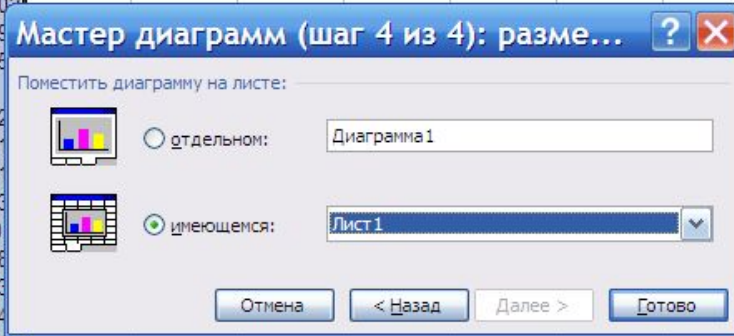 Мастер диаграмм (шаг 4 из 4): разме...
Поместить диаграмму на листе:
отдельном:
Диаграмма1
имеющемся:
Лист1
Отмена
< Назад
Далее >
Готово